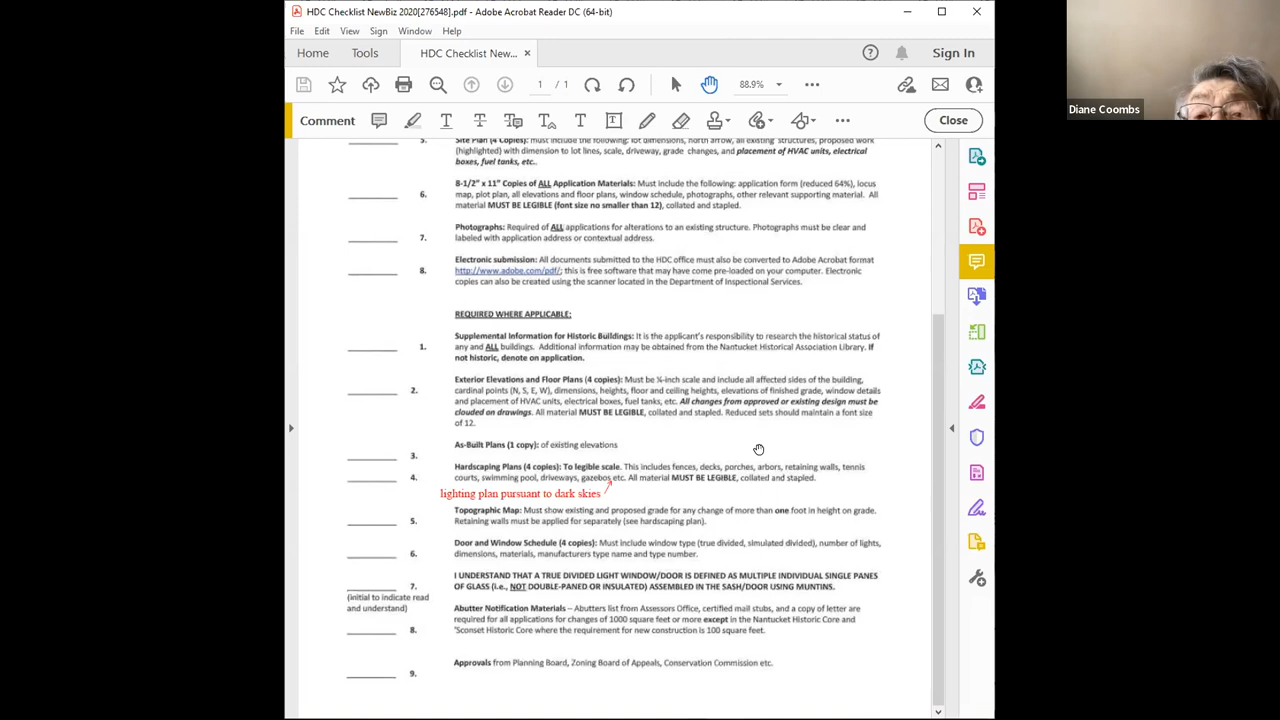 HDC Checklist NewBiz 2020[276548].pdf - Adobe Acrobat Reader DC (64-bit)
File Edit View Sign Window Help
Home Tools HDC Checklist New... × Sign In
1 / 1 88.9%
Comment Close
Diane Coombs
5. Site Plan (4 Copies): must include the following: lot dimensions, north arrow, all existing structures, proposed work
(highlighted) with dimension to lot lines, scale, driveway, grade changes, and placement of HVAC units, electrical
boxes, fuel tanks, etc..
8-1/2" x 11" Copies of ALL Application Materials: Must include the following: application form (reduced 64%), locus
6. map, plot plan, all elevations and floor plans, window schedule, photographs, other relevant supporting material. All
material MUST BE LEGIBLE (font size no smaller than 12), collated and stapled.
Photographs: Required of ALL applications for alterations to an existing structure. Photographs must be clear and
7. labeled with application address or contextual address.
Electronic submission: All documents submitted to the HDC office must also be converted to Adobe Acrobat format
8. http://www.adobe.com/pdf/; this is free software that may have come pre-loaded on your computer. Electronic
copies can also be created using the scanner located in the Department of Inspectional Services.
REQUIRED WHERE APPLICABLE:
Supplemental Information for Historic Buildings: It is the applicant's responsibility to research the historical status of
1. any and ALL buildings. Additional information may be obtained from the Nantucket Historical Association Library. If
not historic, denote on application.
Exterior Elevations and Floor Plans (4 copies): Must be ¼-inch scale and include all affected sides of the building,
2. cardinal points (N, S, E, W), dimensions, heights, floor and ceiling heights, elevations of finished grade, window details
and placement of HVAC units, electrical boxes, fuel tanks, etc. All changes from approved or existing design must be
clouded on drawings. All material MUST BE LEGIBLE, collated and stapled. Reduced sets should maintain a font size
of 12.
As-Built Plans (1 copy): of existing elevations
3.
Hardscaping Plans (4 copies): To legible scale. This includes fences, decks, porches, arbors, retaining walls, tennis
4. courts, swimming pool, driveways, gazebos etc. All material MUST BE LEGIBLE, collated and stapled.
lighting plan pursuant to dark skies
Topographic Map: Must show existing and proposed grade for any change of more than one foot in height on grade.
5. Retaining walls must be applied for separately (see hardscaping plan).
Door and Window Schedule (4 copies): Must include window type (true divided, simulated divided), number of lights,
6. dimensions, materials, manufacturers type name and type number.
I UNDERSTAND THAT A TRUE DIVIDED LIGHT WINDOW/DOOR IS DEFINED AS MULTIPLE INDIVIDUAL SINGLE PANES
7. OF GLASS (i.e., NOT DOUBLE-PANED OR INSULATED) ASSEMBLED IN THE SASH/DOOR USING MUNTINS.
(initial to indicate read
and understand)
Abutter Notification Materials – Abutters list from Assessors Office, certified mail stubs, and a copy of letter are
required for all applications for changes of 1000 square feet or more except in the Nantucket Historic Core and
8. 'Sconset Historic Core where the requirement for new construction is 100 square feet.
Approvals from Planning Board, Zoning Board of Appeals, Conservation Commission etc.
9.